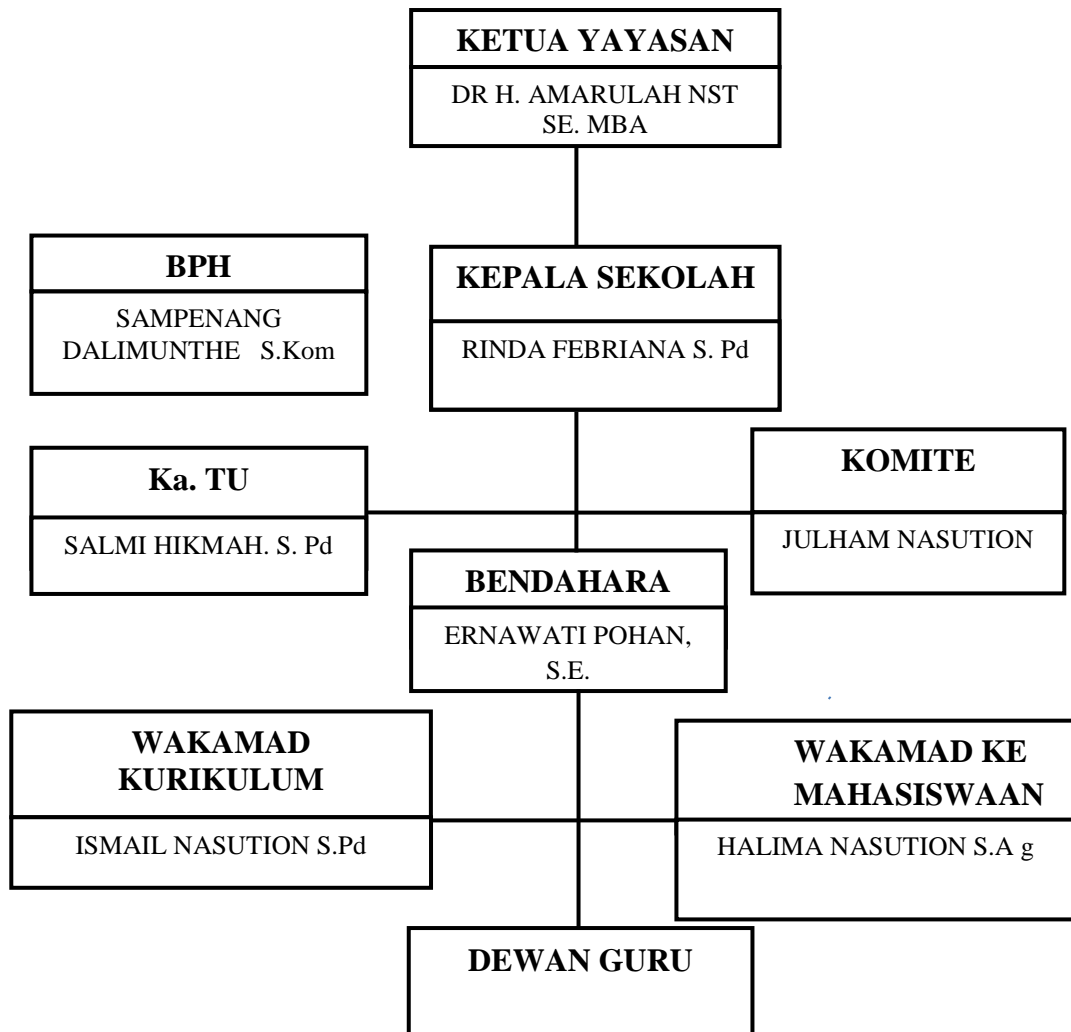 KETUA YAYASAN
DR H. AMARULAH NST
SE. MBA
BPH
SAMPENANG
DALIMUNTHE S.Kom
KEPALA SEKOLAH
RINDA FEBRIANA S. Pd
Ka. TU
SALMI HIKMAH. S. Pd
KOMITE
JULHAM NASUTION
BENDAHARA
ERNAWATI POHAN,
S.E.
WAKAMAD
KURIKULUM
ISMAIL NASUTION S.Pd
WAKAMAD KE
MAHASISWAAN
HALIMA NASUTION S.A g
DEWAN GURU